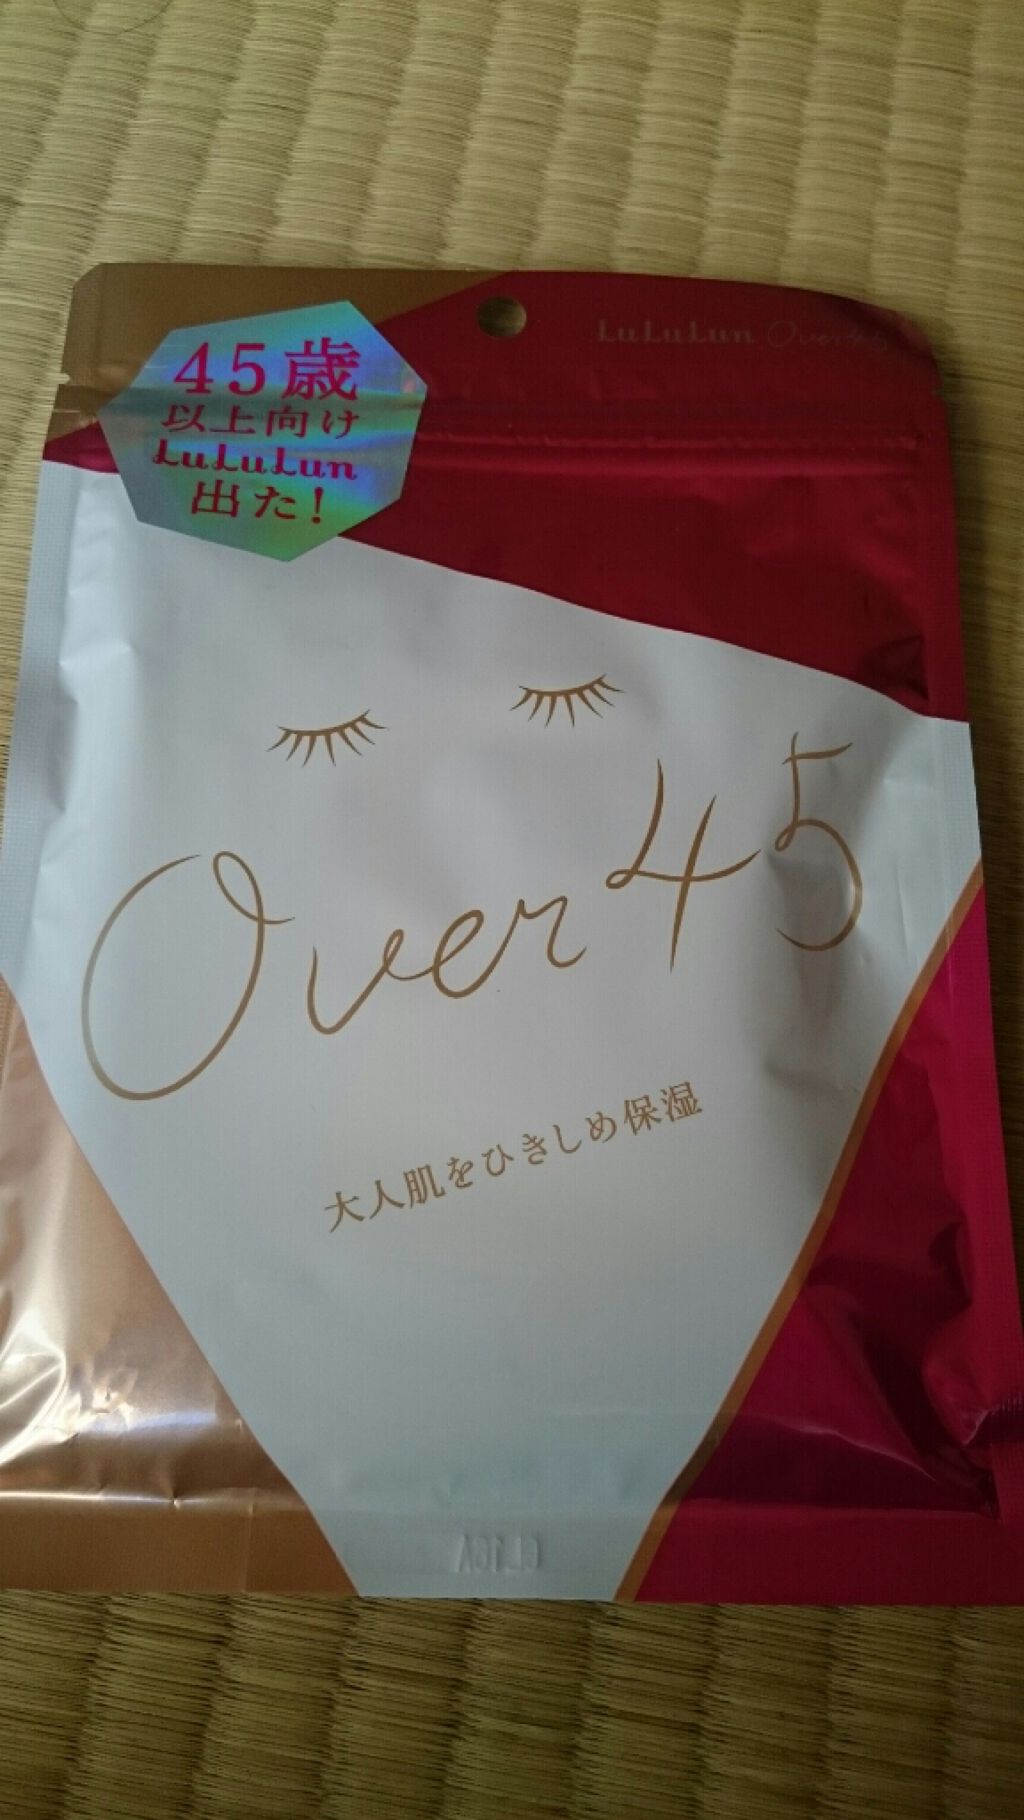 LuLuLun Over45
45歳
以上向け
LuLuLun
出た!
Over45
大人肌をひきしめ保湿